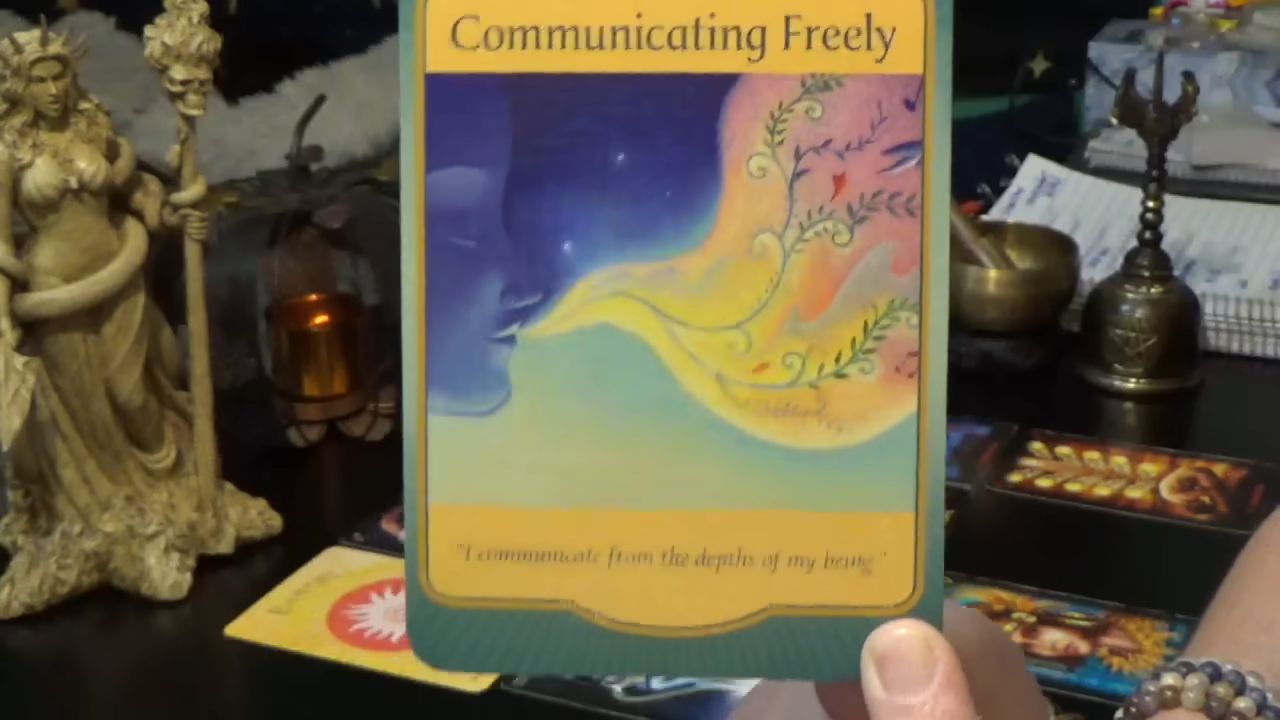 Communicating Freely
"I communicate from the depths of my being"